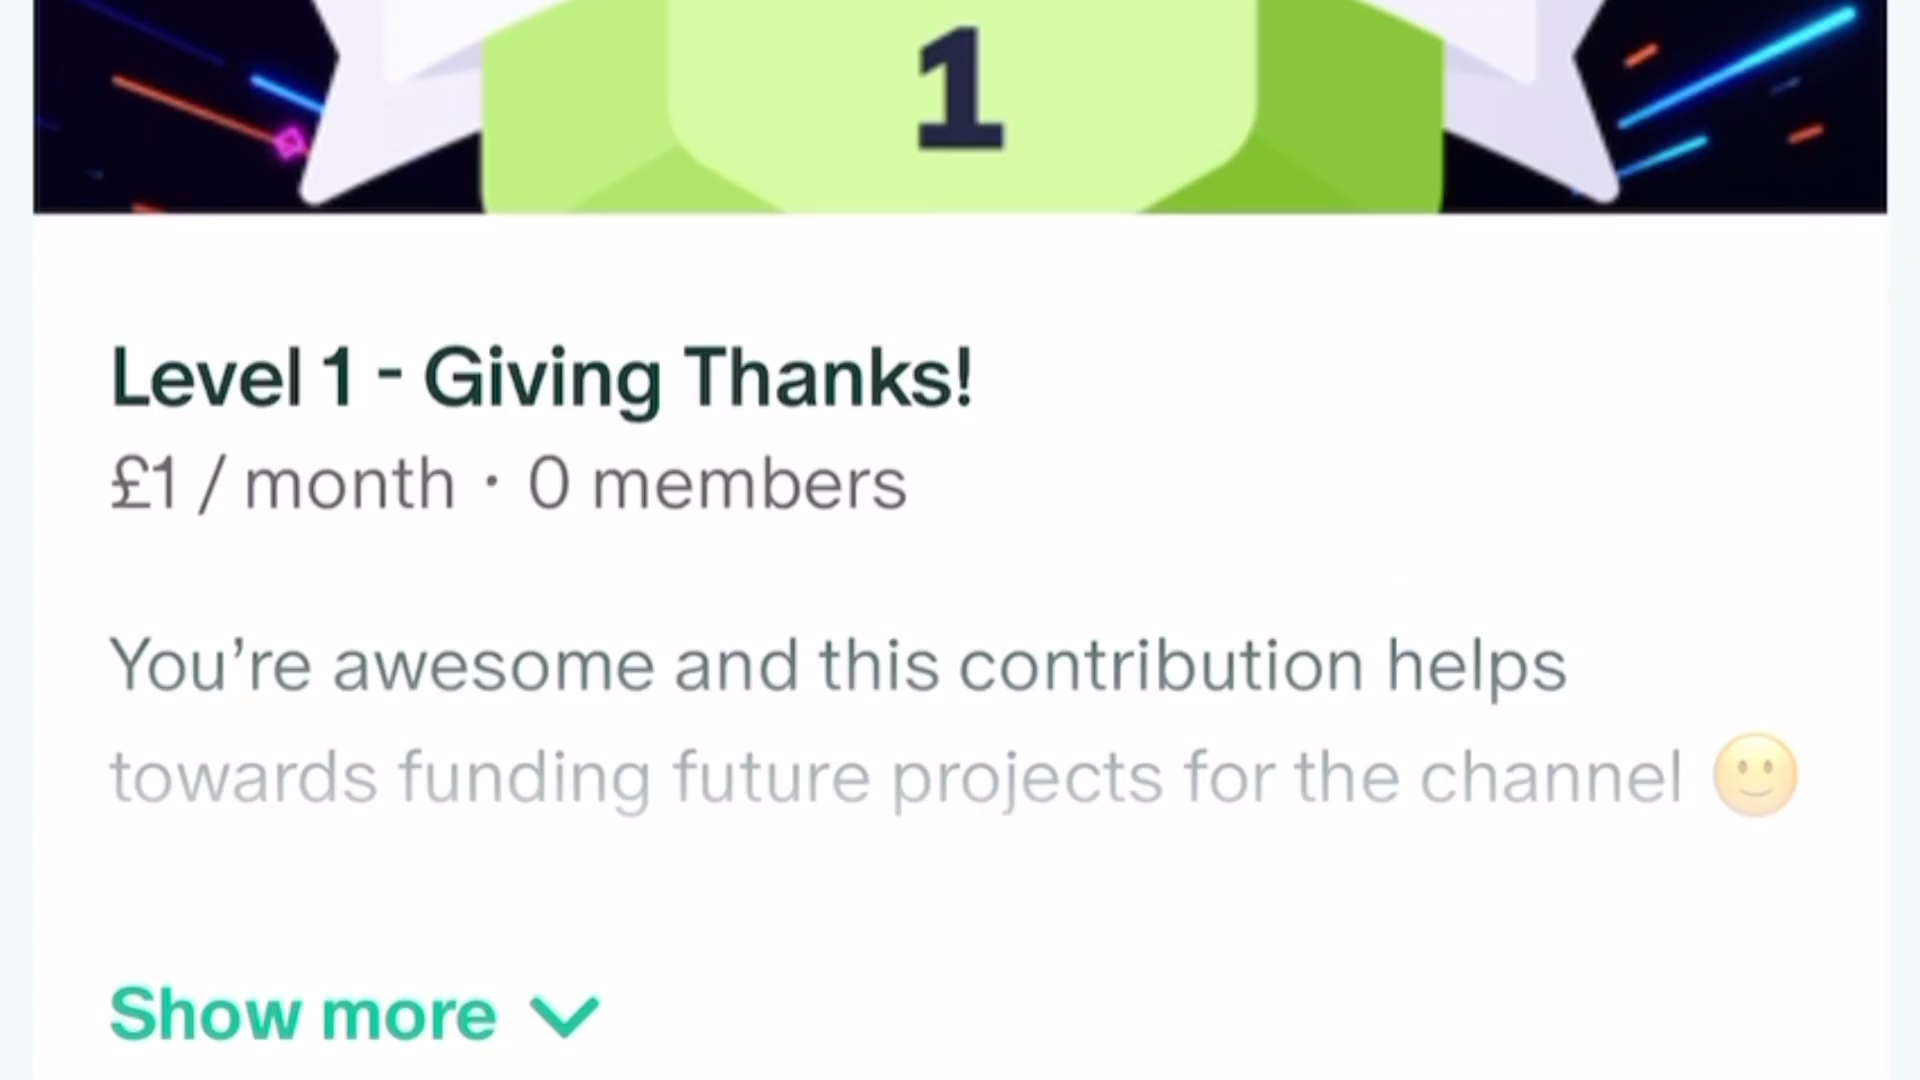 1
Level 1 - Giving Thanks!
£1 / month · 0 members
You’re awesome and this contribution helps
towards funding future projects for the channel 🙂
Show more